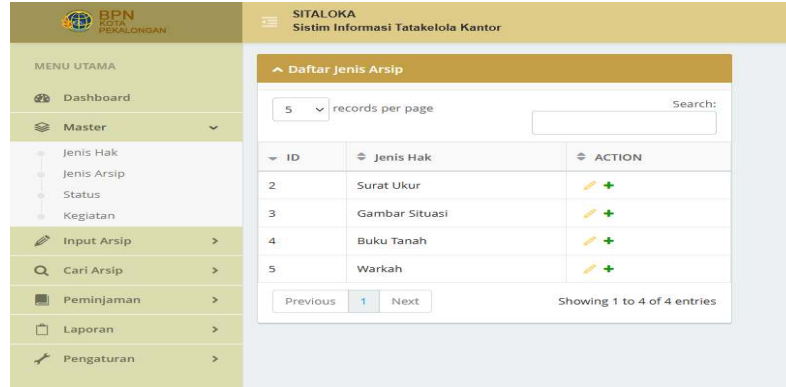 BPN
KOTA
PEKALONGAN
SITALOKA
Sistim Informasi Tatakelola Kantor
MENU UTAMA
Dashboard
Master
Jenis Hak
Jenis Arsip
Status
Kegiatan
Input Arsip
Cari Arsip
Peminjaman
Laporan
Pengaturan
Daftar Jenis Arsip
5 records per page
Search:
ID Jenis Hak ACTION
2 Surat Ukur
3 Gambar Situasi
4 Buku Tanah
5 Warkah
Previous 1 Next Showing 1 to 4 of 4 entries